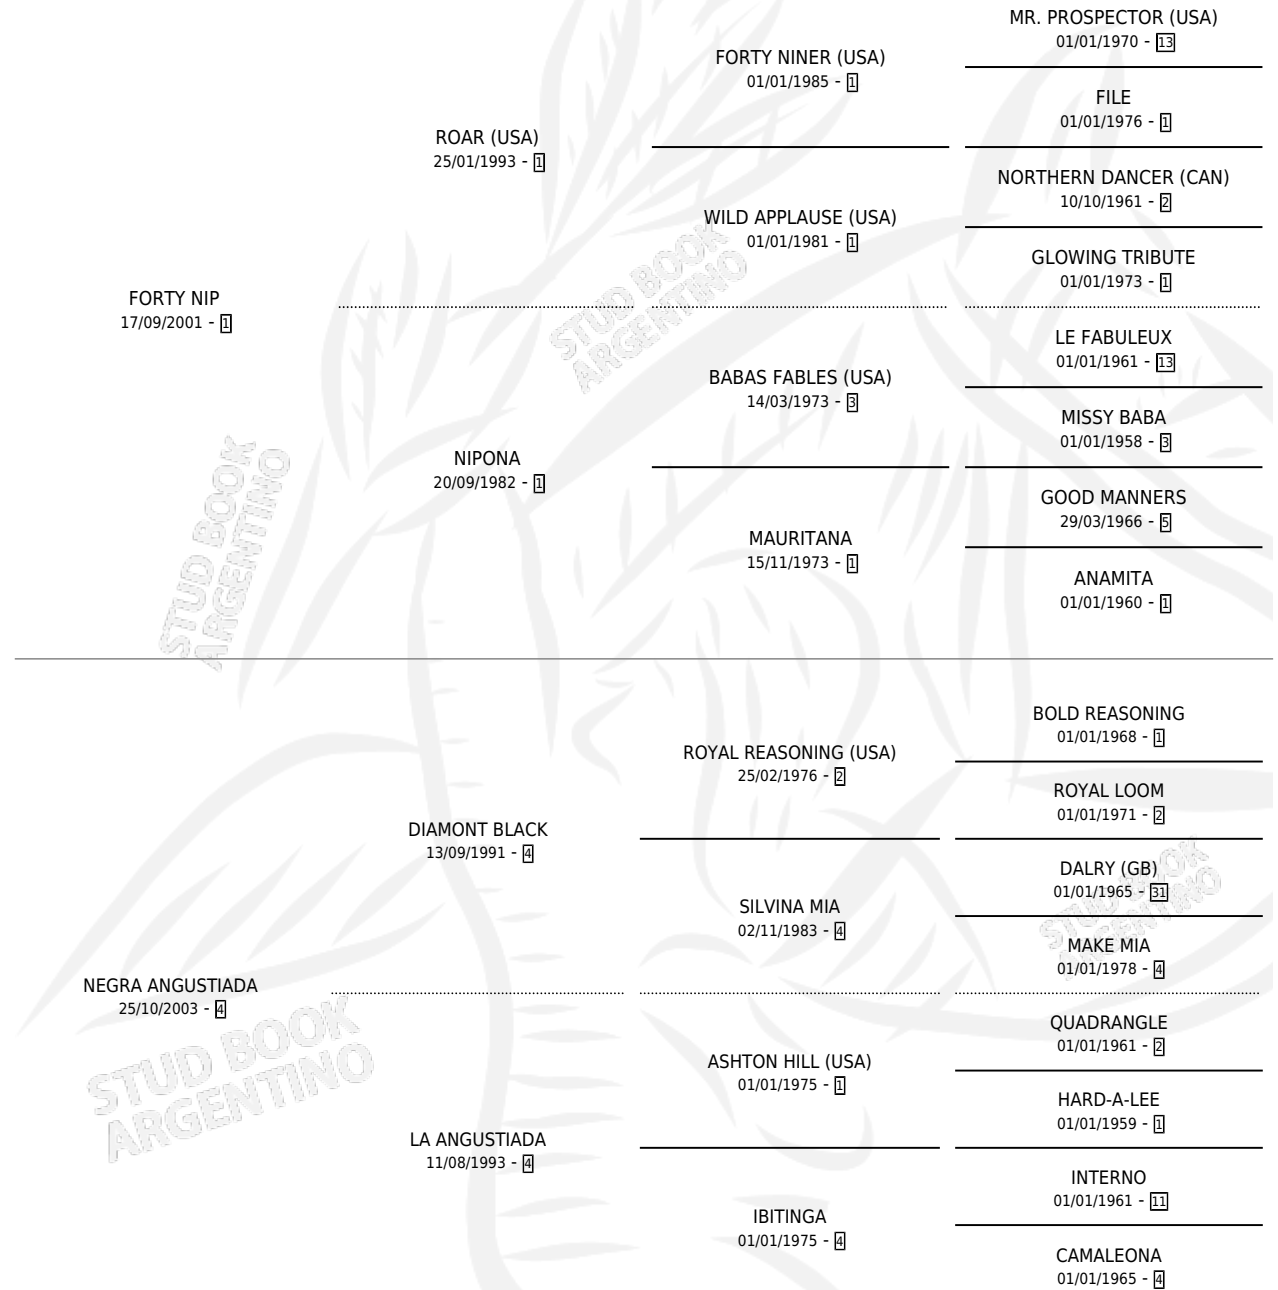 MR. PROSPECTOR (USA)
01/01/1970 - 13
FORTY NINER (USA)
01/01/1985 - 1
FILE
01/01/1976 - 1
ROAR (USA)
25/01/1993 - 1
NORTHERN DANCER (CAN)
10/10/1961 - 2
WILD APPLAUSE (USA)
01/01/1981 - 1
GLOWING TRIBUTE
01/01/1973 - 1
FORTY NIP
17/09/2001 - 1
LE FABULEUX
01/01/1961 - 13
BABAS FABLES (USA)
14/03/1973 - 3
MISSY BABA
01/01/1958 - 3
NIPONA
20/09/1982 - 1
GOOD MANNERS
29/03/1966 - 5
MAURITANA
15/11/1973 - 1
ANAMITA
01/01/1960 - 1
BOLD REASONING
01/01/1968 - 1
ROYAL REASONING (USA)
25/02/1976 - 2
ROYAL LOOM
01/01/1971 - 2
DIAMONT BLACK
13/09/1991 - 4
DALRY (GB)
01/01/1965 - 31
SILVINA MIA
02/11/1983 - 4
MAKE MIA
01/01/1978 - 4
NEGRA ANGUSTIADA
25/10/2003 - 4
QUADRANGLE
01/01/1961 - 2
ASHTON HILL (USA)
01/01/1975 - 1
HARD-A-LEE
01/01/1959 - 1
LA ANGUSTIADA
11/08/1993 - 4
INTERNO
01/01/1961 - 11
IBITINGA
01/01/1975 - 4
CAMALEONA
01/01/1965 - 4
STUD BOOK
ARGENTINO
STUD BOOK
ARGENTINO
STUD BOOK
ARGENTINO
STUD BOOK
ARGENTINO